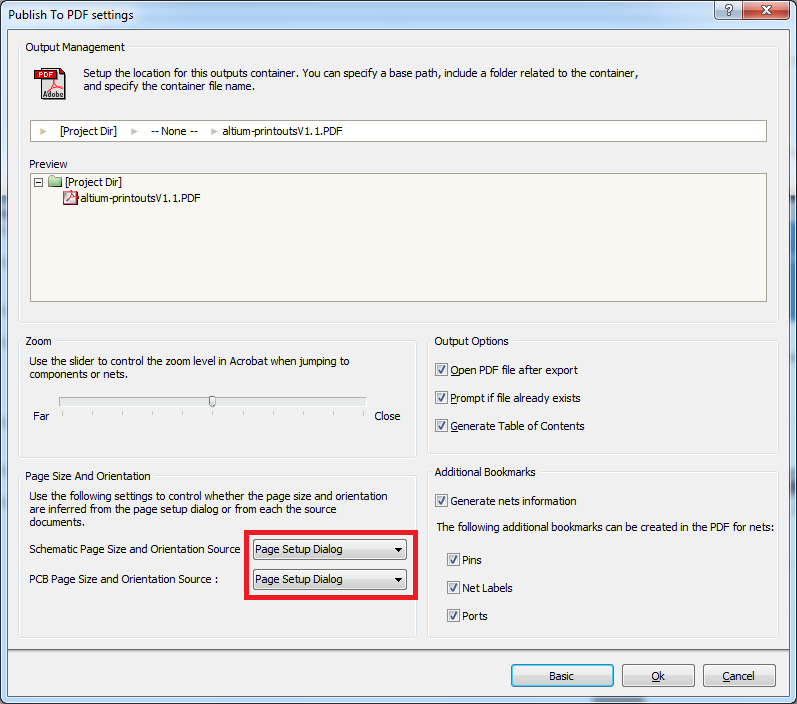 Publish To PDF settings
?
Output Management
PDF
Adobe
Setup the location for this outputs container. You can specify a base path, include a folder related to the container,
and specify the container file name.
[Project Dir] -- None -- altium-printoutsV1.1.PDF
Preview
[Project Dir]
altium-printoutsV1.1.PDF
Zoom
Use the slider to control the zoom level in Acrobat when jumping to
components or nets.
Far
Close
Output Options
Open PDF file after export
Prompt if file already exists
Generate Table of Contents
Page Size And Orientation
Use the following settings to control whether the page size and orientation
are inferred from the page setup dialog or from each the source
documents.
Schematic Page Size and Orientation Source
Page Setup Dialog
PCB Page Size and Orientation Source :
Page Setup Dialog
Additional Bookmarks
Generate nets information
The following additional bookmarks can be created in the PDF for nets:
Pins
Net Labels
Ports
Basic
Ok
Cancel